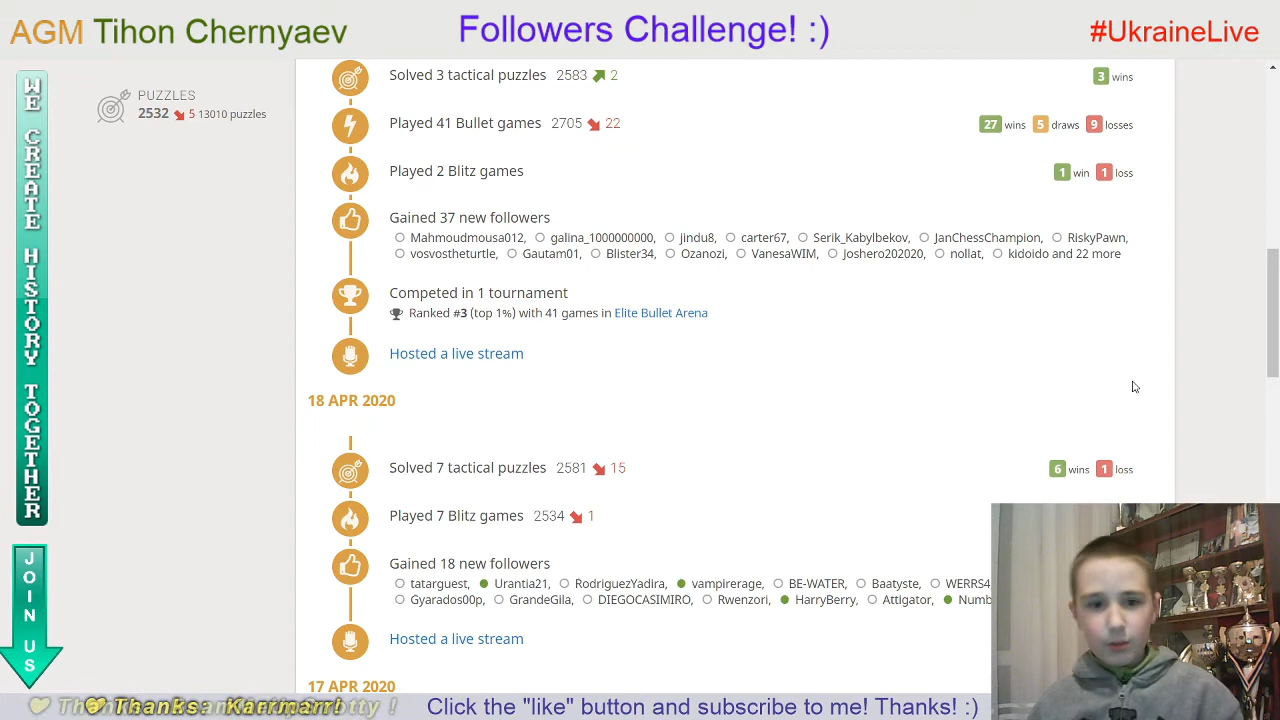 AGM Tihon Chernyaev
Followers Challenge! :)
#UkraineLive
WE CREATE HISTORY TOGETHER
JOIN US
PUZZLES
2532 5 13010 puzzles
Solved 3 tactical puzzles 2583 2
3 wins
Played 41 Bullet games 2705 22
27 wins 5 draws 9 losses
Played 2 Blitz games
1 win 1 loss
Gained 37 new followers
Mahmoudmousa012, galina_1000000000, jindu8, carter67, Serik_Kabylbekov, JanChessChampion, RiskyPawn,
vosvostheturtle, Gautam01, Blister34, Ozanozi, VanesaWIM, Joshero202020, nollat, kidoido and 22 more
Competed in 1 tournament
Ranked #3 (top 1%) with 41 games in Elite Bullet Arena
Hosted a live stream
18 APR 2020
Solved 7 tactical puzzles 2581 15
6 wins 1 loss
Played 7 Blitz games 2534 1
Gained 18 new followers
tatarguest, Urantia21, RodriguezYadira, vampirerage, BE-WATER, Baatyste, WERRS4
Gyarados00p, GrandeGila, DIEGOCASIMIRO, Rwenzori, HarryBerry, Attigator, Numb
Hosted a live stream
17 APR 2020
Thanks: Kaermarr!
Click the "like" button and subscribe to me! Thanks! :)